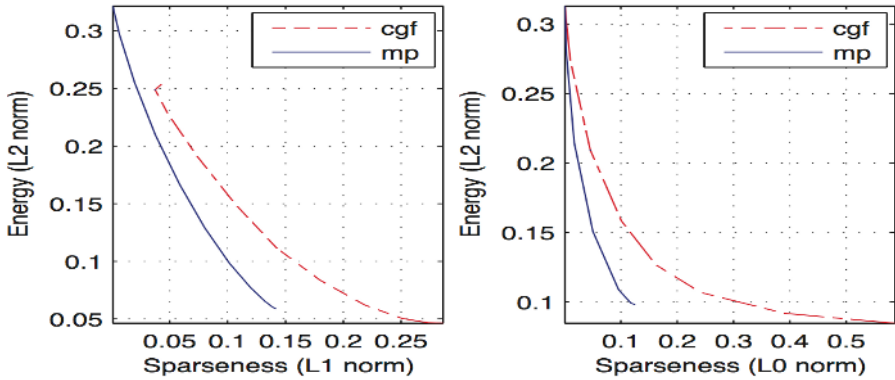 cgf
mp
0.3
0.25
0.2
0.15
0.1
0.05
Energy (L2 norm)
0.05 0.1 0.15 0.2 0.25
Sparseness (L1 norm)
cgf
mp
0.3
0.25
0.2
0.15
0.1
Energy (L2 norm)
0.1 0.2 0.3 0.4 0.5
Sparseness (L0 norm)